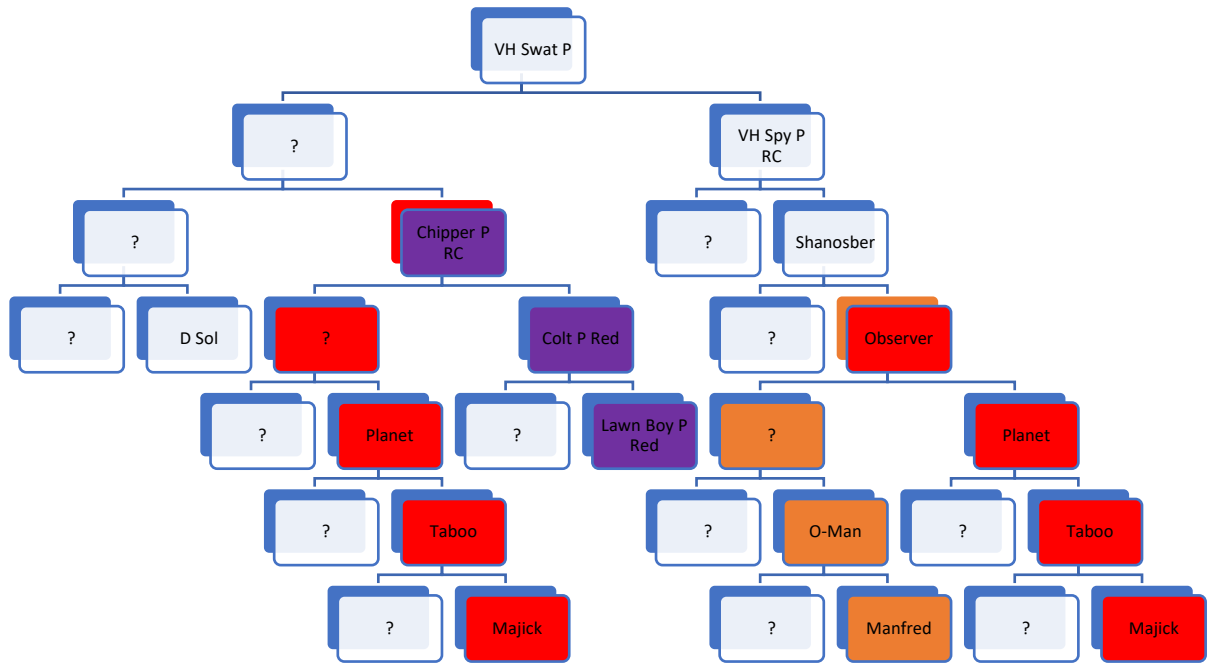 VH Swat P
?
VH Spy P
RC
?
Chipper P
RC
?
Shanosber
?
D Sol
?
Colt P Red
?
Observer
?
Planet
?
Lawn Boy P
Red
?
Planet
?
Taboo
?
O-Man
?
Taboo
?
Majick
?
Manfred
?
Majick